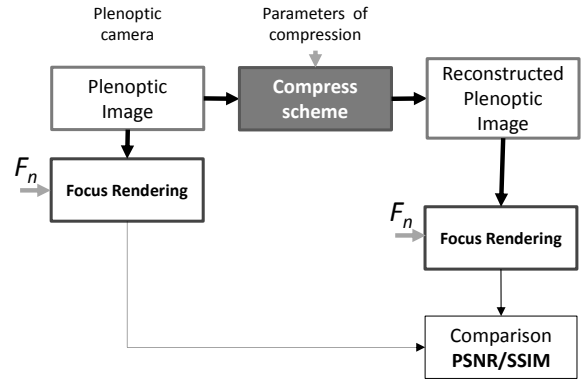 Plenoptic
camera
Parameters of
compression
Plenoptic
Image
Compress
scheme
Reconstructed
Plenoptic
Image
Fn
Focus Rendering
Fn
Focus Rendering
Comparison
PSNR/SSIM